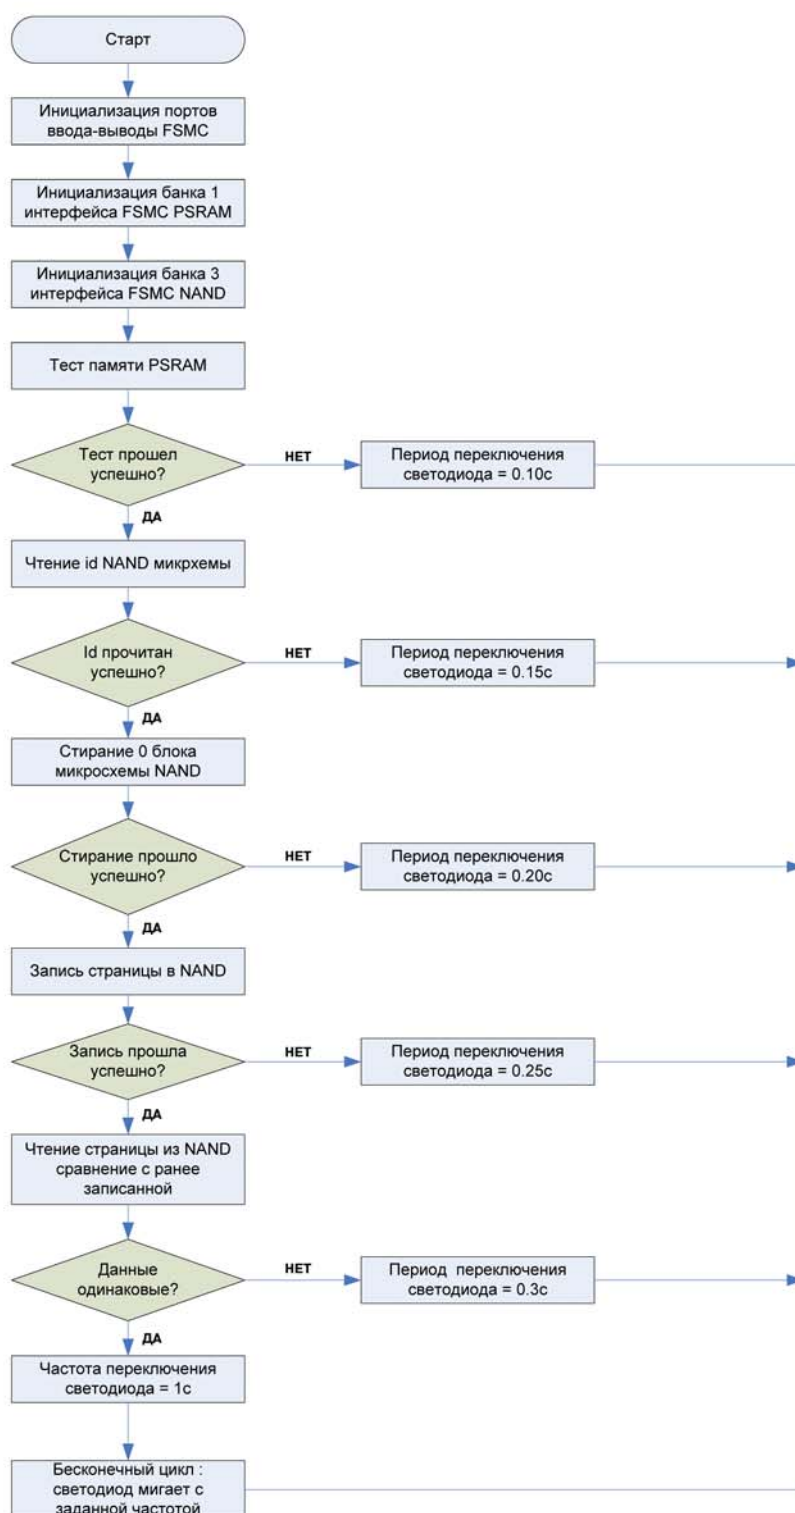 Старт
Инициализация портов
ввода-выводы FSMC
Инициализация банка 1
интерфейса FSMC PSRAM
Инициализация банка 3
интерфейса FSMC NAND
Тест памяти PSRAM
Тест прошел
успешно?
НЕТ
Период переключения
светодиода = 0.10с
ДА
Чтение id NAND микрхемы
Id прочитан
успешно?
НЕТ
Период переключения
светодиода = 0.15с
ДА
Стирание 0 блока
микросхемы NAND
Стирание прошло
успешно?
НЕТ
Период переключения
светодиода = 0.20с
ДА
Запись страницы в NAND
Запись прошла
успешно?
НЕТ
Период переключения
светодиода = 0.25с
ДА
Чтение страницы из NAND
сравнение с ранее
записанной
Данные
одинаковые?
НЕТ
Период переключения
светодиода = 0.3с
ДА
Частота переключения
светодиода = 1с
Бесконечный цикл :
светодиод мигает с
заданной частотой